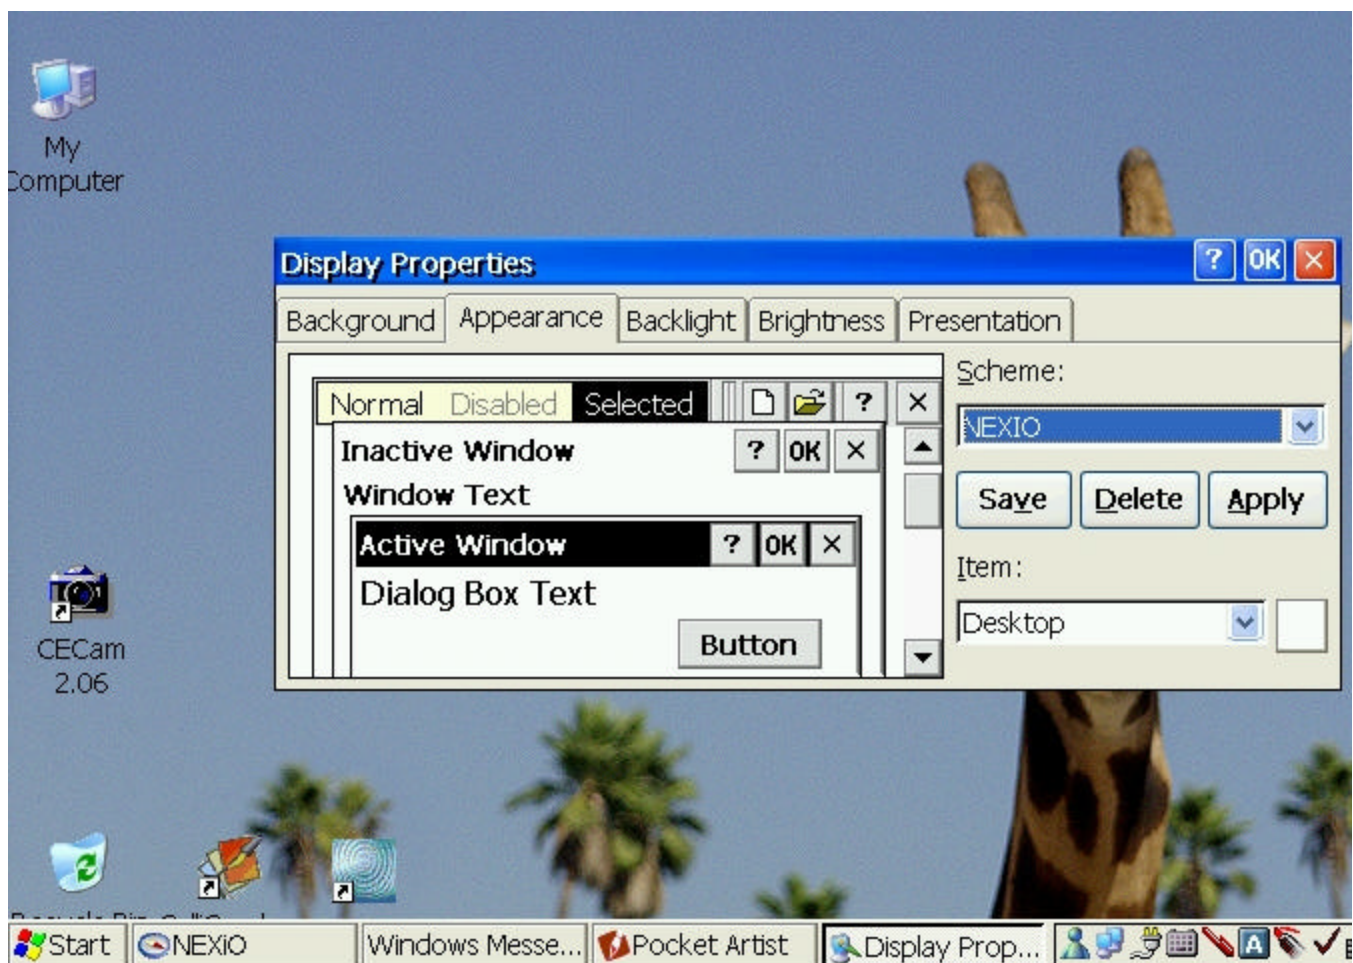 My
Computer
Display Properties
? OK
Background Appearance Backlight Brightness Presentation
Normal Disabled Selected ?
Inactive Window ? OK
Window Text
Active Window ? OK
Dialog Box Text
Button
Scheme:
NEXIO
Save Delete Apply
Item:
Desktop
CECam
2.06
Start NEXiO Windows Messe... Pocket Artist Display Prop... A